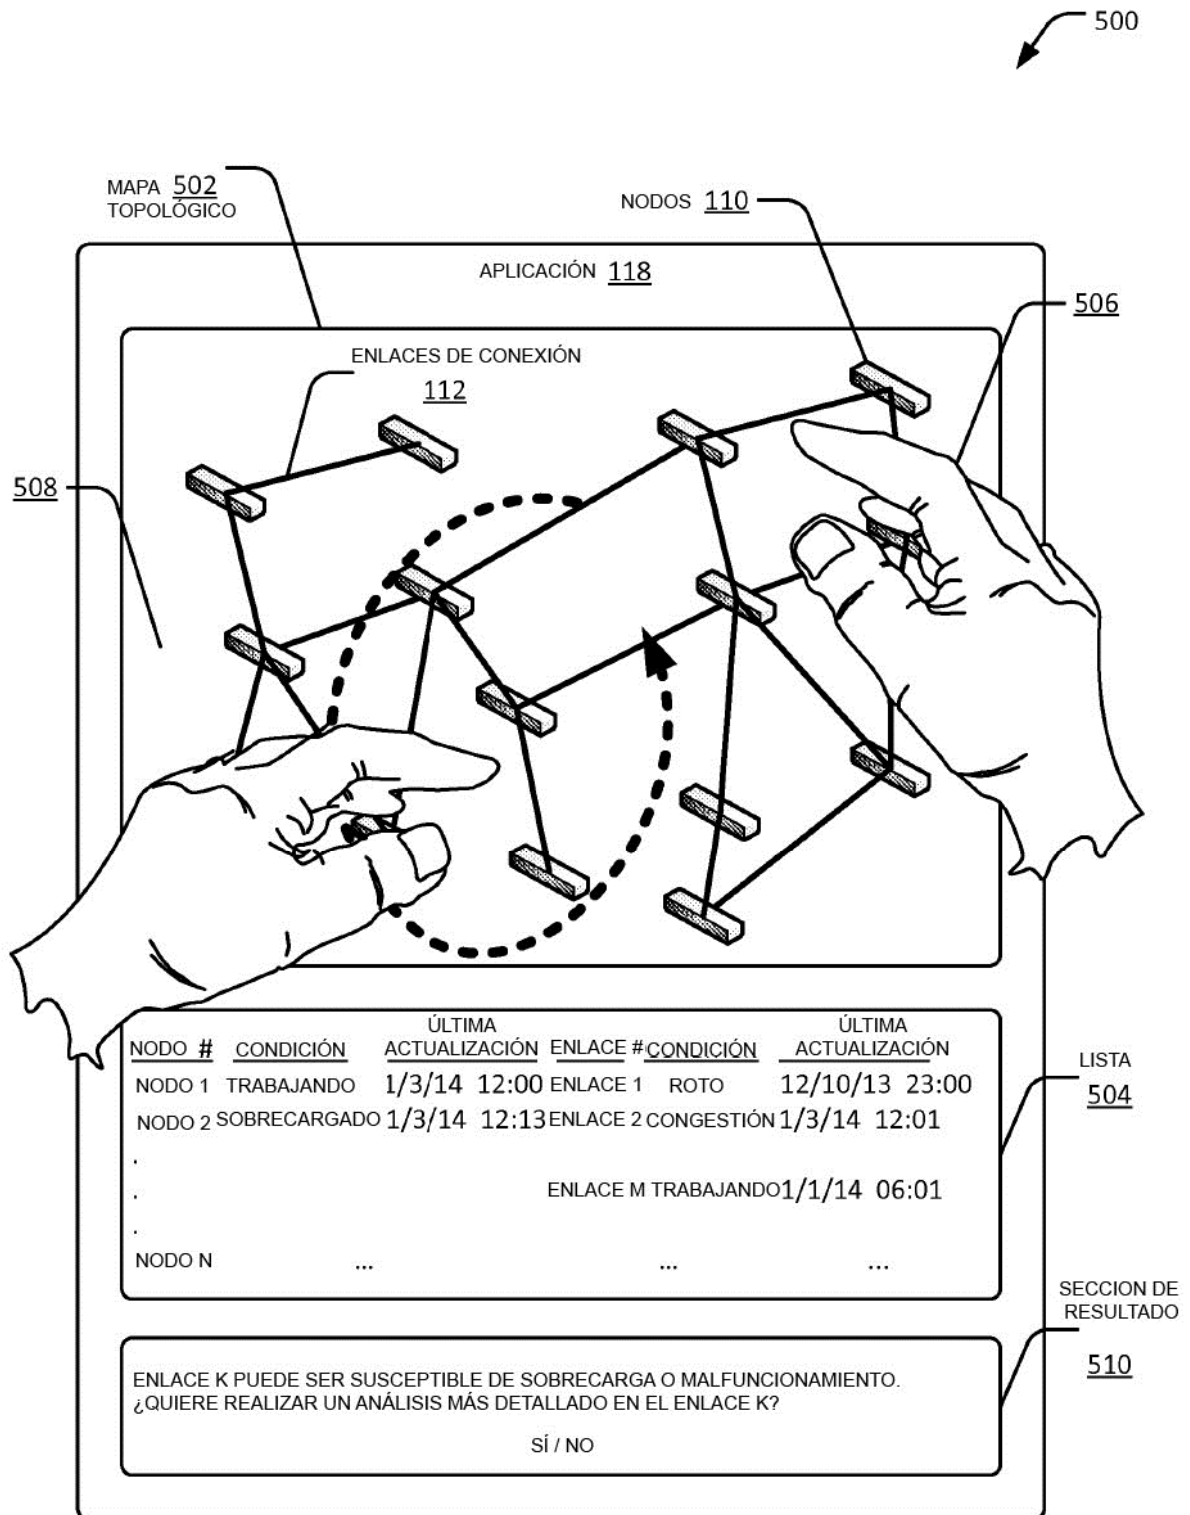 500
MAPA 502
TOPOLÓGICO
NODOS 110
APLICACIÓN 118
506
ENLACES DE CONEXIÓN
112
508
NODO # CONDICIÓN ÚLTIMA ACTUALIZACIÓN ENLACE # CONDICIÓN ÚLTIMA ACTUALIZACIÓN
NODO 1 TRABAJANDO 1/3/14 12:00 ENLACE 1 ROTO 12/10/13 23:00
NODO 2 SOBRECARGADO 1/3/14 12:13 ENLACE 2 CONGESTIÓN 1/3/14 12:01
.
.
ENLACE M TRABAJANDO 1/1/14 06:01
.
NODO N ... ... ...
LISTA
504
SECCION DE
RESULTADO
510
ENLACE K PUEDE SER SUSCEPTIBLE DE SOBRECARGA O MALFUNCIONAMIENTO.
¿QUIERE REALIZAR UN ANÁLISIS MÁS DETALLADO EN EL ENLACE K?
SÍ / NO